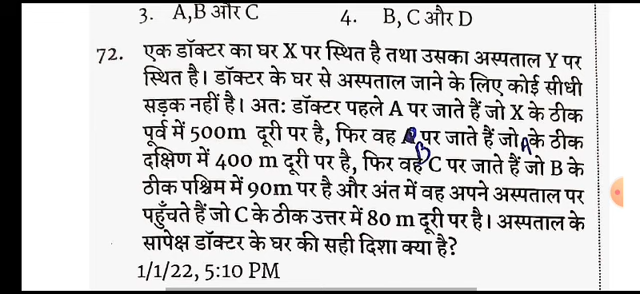 3. A,B और C 4. B, C और D
72. एक डॉक्टर का घर X पर स्थित है तथा उसका अस्पताल Y पर
स्थित है। डॉक्टर के घर से अस्पताल जाने के लिए कोई सीधी
सड़क नहीं है। अत: डॉक्टर पहले A पर जाते हैं जो X के ठीक
पूर्व में 500m दूरी पर है, फिर वह B पर जाते हैं जो A के ठीक
दक्षिण में 400 m दूरी पर है, फिर वह C पर जाते हैं जो B के
ठीक पश्चिम में 90m पर है और अंत में वह अपने अस्पताल पर
पहुँचते हैं जो C के ठीक उत्तर में 80 m दूरी पर है। अस्पताल के
सापेक्ष डॉक्टर के घर की सही दिशा क्या है?
1/1/22, 5:10 PM